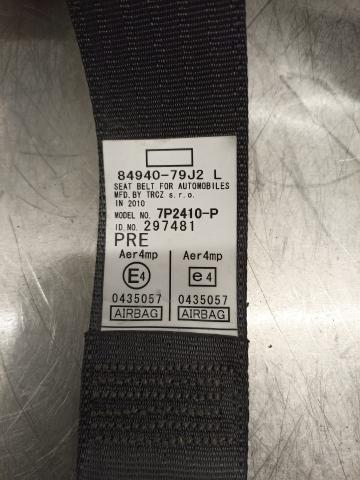 84940-79J2 L
SEAT BELT FOR AUTOMOBILES
MFD. BY TRCZ s.r.o.
IN 2010
MODEL NO. 7P2410-P
ID.NO. 297481
PRE
Aer4mp Aer4mp
E4 e4
0435057 0435057
AIRBAG AIRBAG